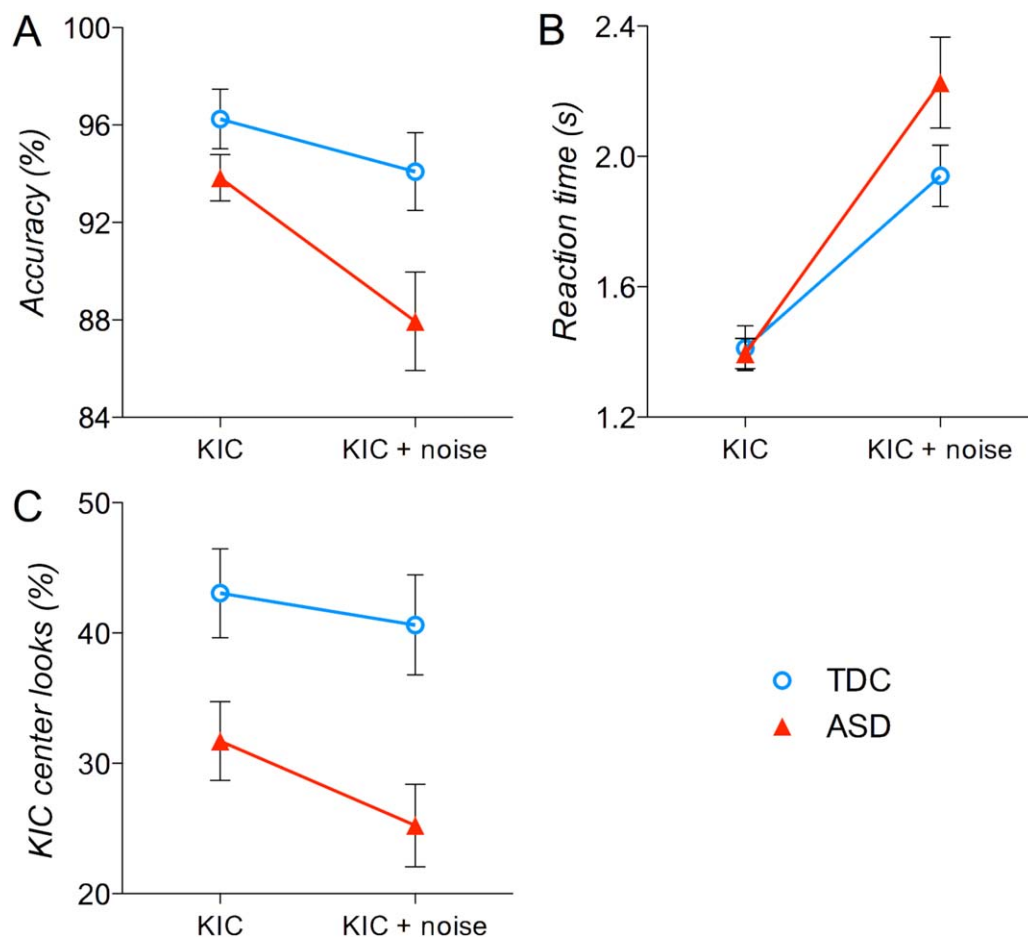 A
Accuracy (%)
100
96
92
88
84
KIC
KIC + noise
B
Reaction time (s)
2.4
2.0
1.6
1.2
KIC
KIC + noise
C
KIC center looks (%)
50
40
30
20
KIC
KIC + noise
TDC
ASD